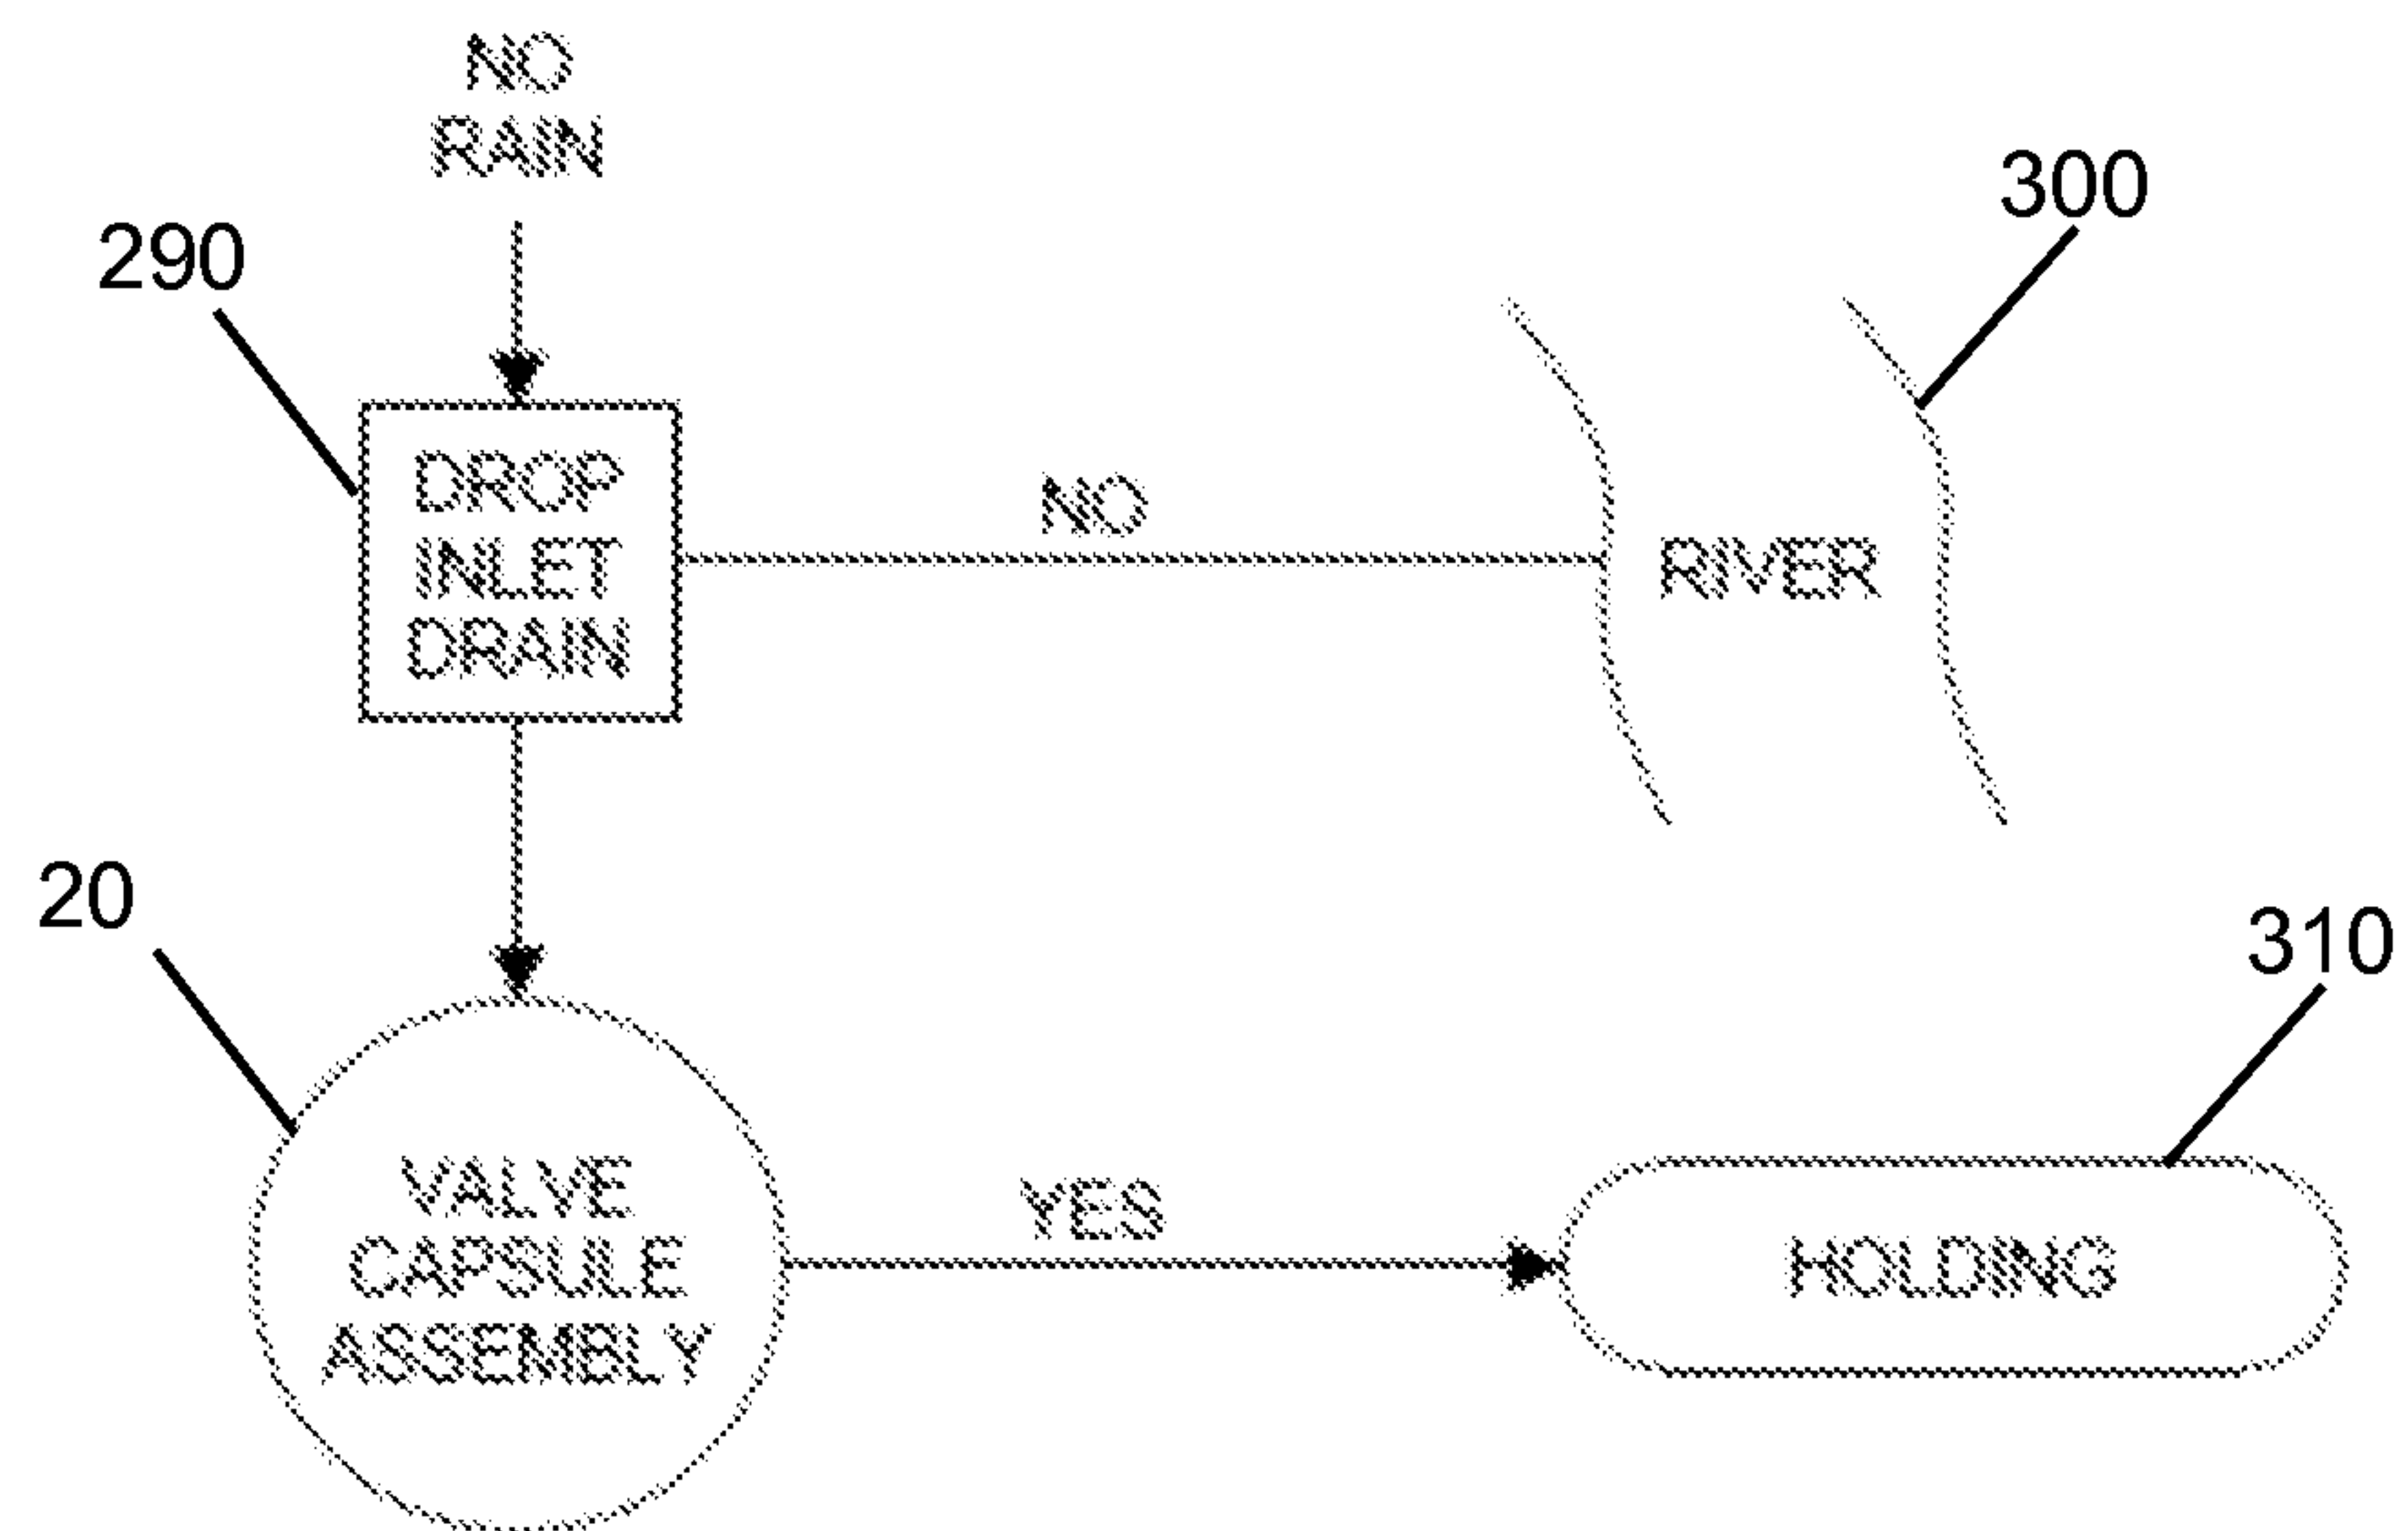 NO
RAIN
290
300
DROP
INLET
DRAIN
NO
RIVER
20
310
VALVE
CAPSULE
ASSEMBLY
YES
HOLDING